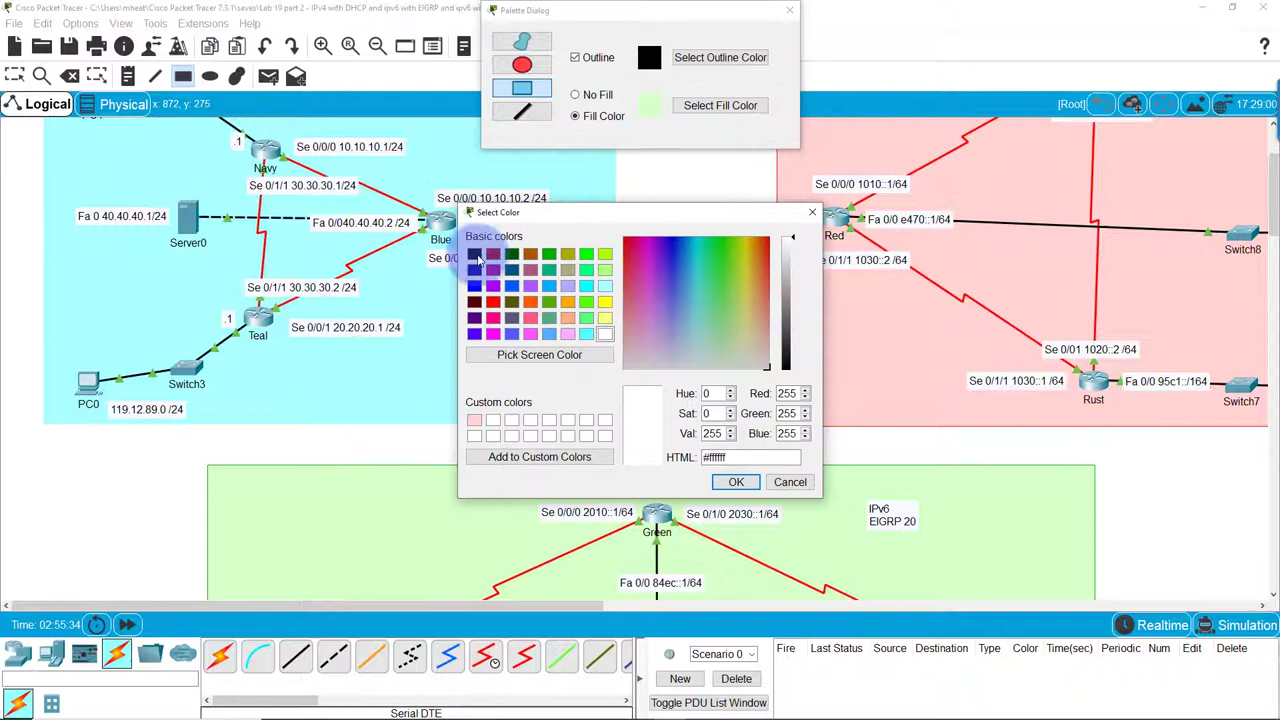 Cisco Packet Tracer - C:\Users\mheat\Cisco Packet Tracer 7.3.1\saves\Lab 19 part 2 - IPv4 with DHCP and ipv6 with EIGRP and ipv6 with
Palette Dialog
File Edit Options View Tools Extensions Help
Outline
Select Outline Color
No Fill
Select Fill Color
Fill Color
Logical Physical x: 872, y: 275
[Root] 17:29:00
.1
Se 0/0/0 10.10.10.1/24
Navy
Se 0/1/1 30.30.30.1/24
Se 0/0/0 10.10.10.2 /24
Fa 0 40.40.40.1/24
Server0
Fa 0/040.40.40.2 /24
Blue
Se 0/0
Se 0/1/1 30.30.30.2 /24
.1
Teal
Se 0/0/1 20.20.20.1 /24
Switch3
PC0
119.12.89.0 /24
Se 0/0/0 1010::1/64
Red
Fa 0/0 e470::1/64
Switch8
0/1/1 1030::2 /64
Se 0/01 1020::2 /64
Se 0/1/1 1030::1 /64
Fa 0/0 95c1::/164
Rust
Switch7
Select Color
Basic colors
Pick Screen Color
Custom colors
Add to Custom Colors
Hue: 0 Red: 255
Sat: 0 Green: 255
Val: 255 Blue: 255
HTML: #ffffff
OK Cancel
Se 0/0/0 2010::1/64
Se 0/1/0 2030::1/64
Green
IPv6
EIGRP 20
Fa 0/0 84ec::1/64
Time: 02:55:34
Realtime Simulation
Scenario 0
Fire Last Status Source Destination Type Color Time(sec) Periodic Num Edit Delete
New Delete
Toggle PDU List Window
Serial DTE